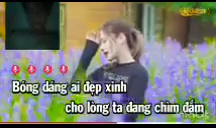 Bóng dáng ai đẹp xinh
cho lòng ta đang chìm đắm